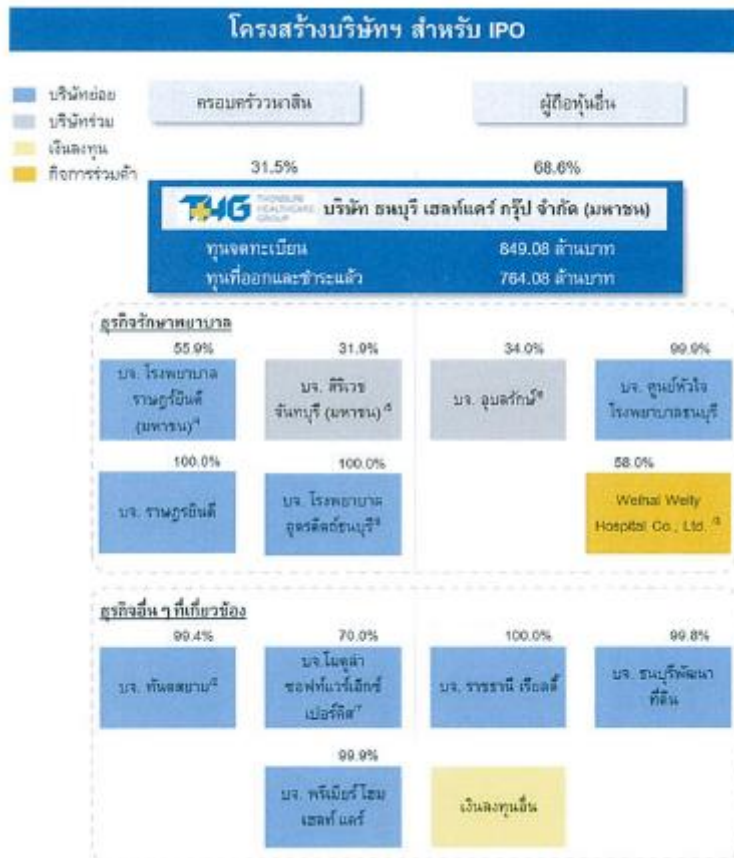 โครงสร้างบริษัทฯ สำหรับ IPO
บริษัทย่อย
บริษัทร่วม
เงินลงทุน
กิจการร่วมค้า
ครอบครัววนาสิน
ผู้ถือหุ้นอื่น
31.5%
68.6%
THG THONBURI HEALTHCARE GROUP บริษัท ธนบุรี เฮลท์แคร์ กรุ๊ป จำกัด (มหาชน)
ทุนจดทะเบียน 849.08 ล้านบาท
ทุนที่ออกและชำระแล้ว 764.08 ล้านบาท
ธุรกิจรักษาพยาบาล
55.9%
บจ. โรงพยาบาล
ราษฎร์ยินดี
(มหาชน)
31.9%
บจ. ศิริเวช
จันทบุรี (มหาชน)
34.0%
บจ. อุบลรักษ์
99.9%
บจ. ศูนย์หัวใจ
โรงพยาบาลธนบุรี
100.0%
บจ. ราษฎรยินดี
100.0%
บจ. โรงพยาบาล
อุตรดิตถ์ธนบุรี
58.0%
Weihai Welly
Hospital Co., Ltd.
ธุรกิจอื่น ๆ ที่เกี่ยวข้อง
99.4%
บจ. ทันตสยาม
70.0%
บจ.โมดูล่า
ซอฟท์แวร์เอ็กซ์
เปอร์ติส
100.0%
บจ. ราชธานี เรียลตี้
99.8%
บจ. ธนบุรีพัฒนา
ที่ดิน
99.9%
บจ. พรีเมียร์ โฮม
เฮลท์ แคร์
เงินลงทุนอื่น